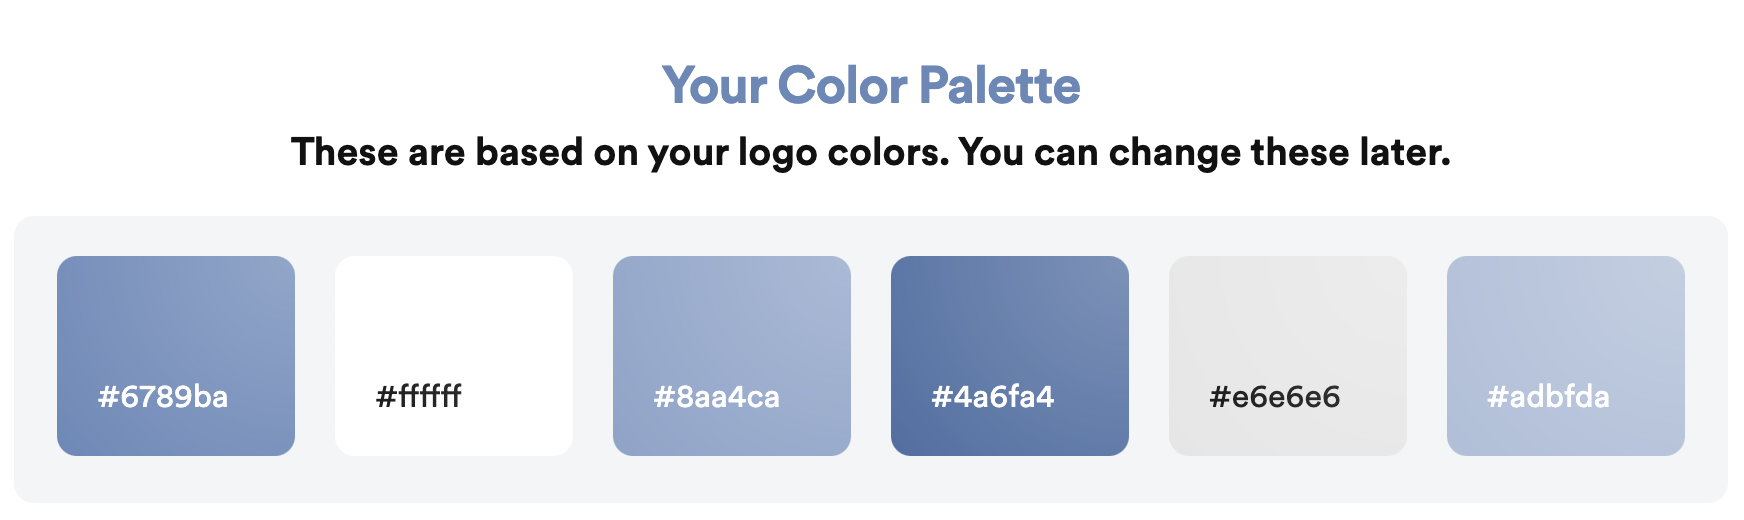 Your Color Palette
These are based on your logo colors. You can change these later.
#6789ba
#ffffff
#8aa4ca
#4a6fa4
#e6e6e6
#adbfda